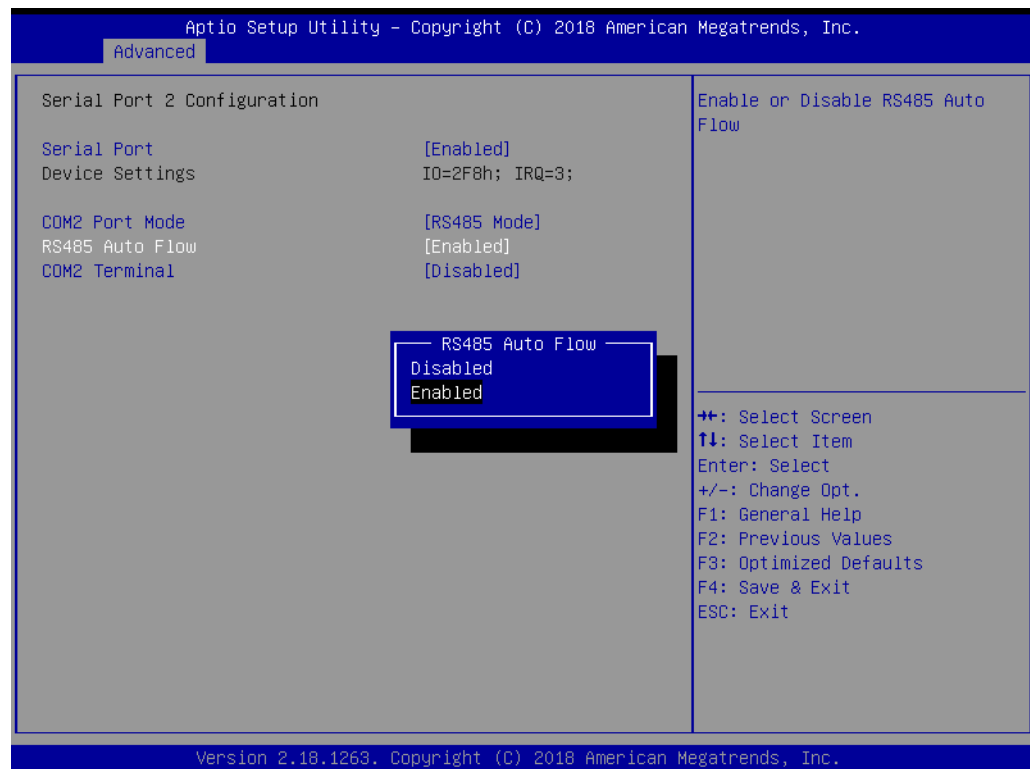 Aptio Setup Utility – Copyright (C) 2018 American Megatrends, Inc.
Advanced
Serial Port 2 Configuration
Serial Port [Enabled]
Device Settings IO=2F8h; IRQ=3;
COM2 Port Mode [RS485 Mode]
RS485 Auto Flow [Enabled]
COM2 Terminal [Disabled]
RS485 Auto Flow
Disabled
Enabled
Enable or Disable RS485 Auto
Flow
→←: Select Screen
↑↓: Select Item
Enter: Select
+/-: Change Opt.
F1: General Help
F2: Previous Values
F3: Optimized Defaults
F4: Save & Exit
ESC: Exit
Version 2.18.1263. Copyright (C) 2018 American Megatrends, Inc.